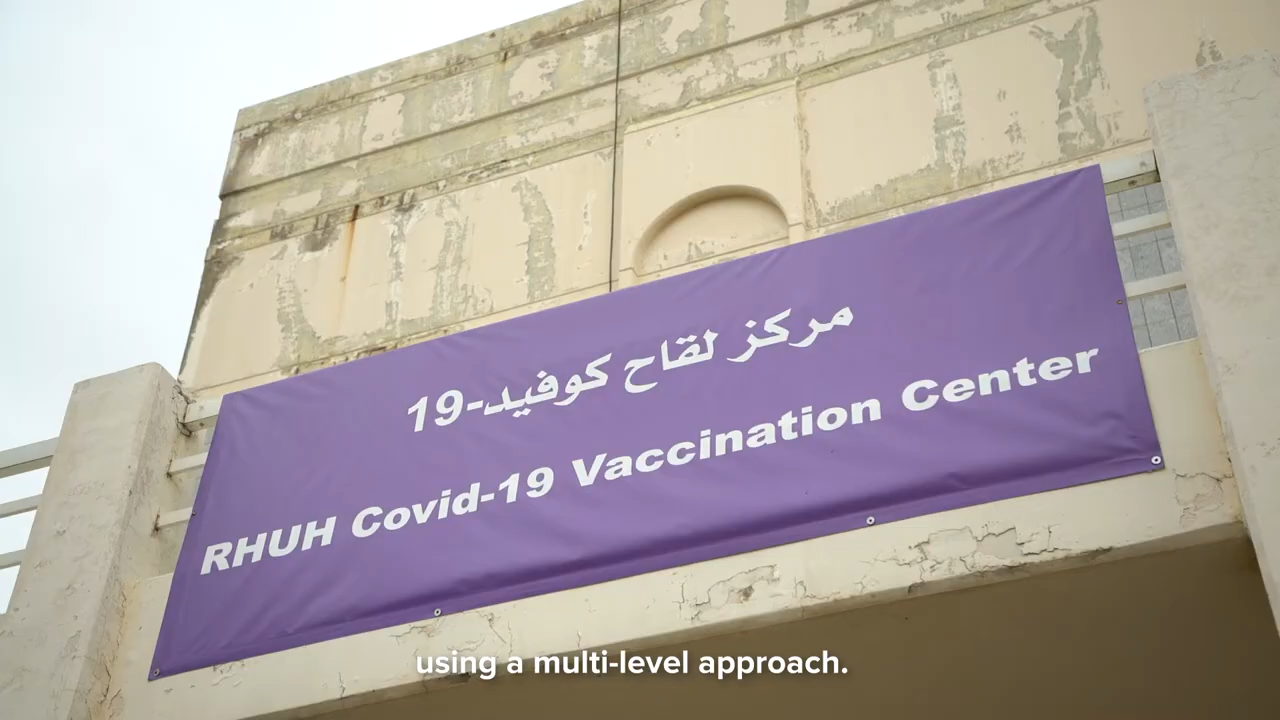 مركز لقاح كوفيد-19
RHUH Covid-19 Vaccination Center
using a multi-level approach.